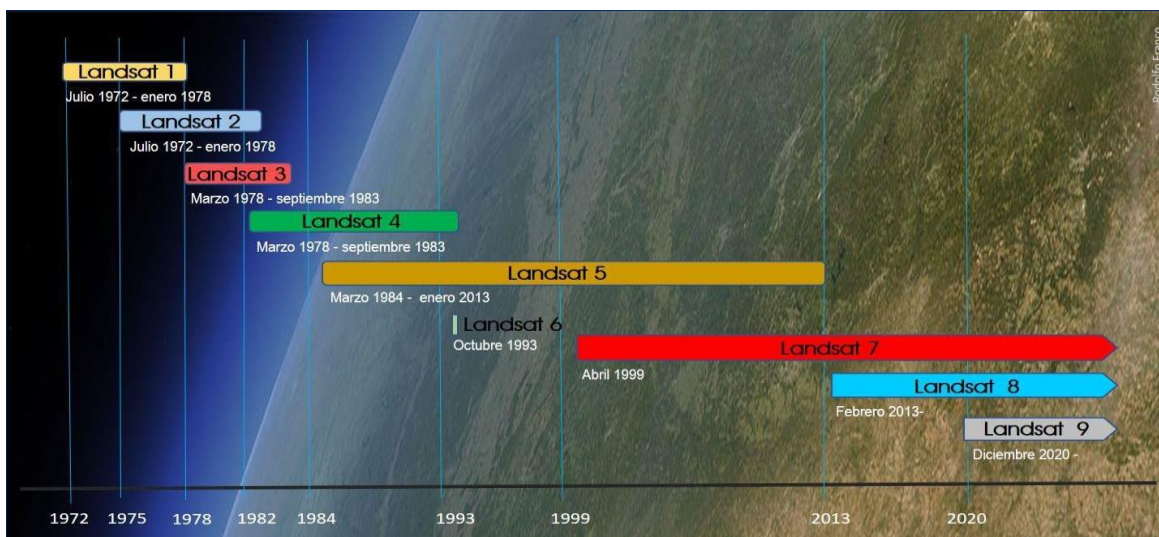 Rodolfo Franco
Landsat 1
Julio 1972 - enero 1978
Landsat 2
Julio 1972 - enero 1978
Landsat 3
Marzo 1978 - septiembre 1983
Landsat 4
Marzo 1978 - septiembre 1983
Landsat 5
Marzo 1984 - enero 2013
Landsat 6
Octubre 1993
Landsat 7
Abril 1999
Landsat 8
Febrero 2013-
Landsat 9
Diciembre 2020 -
1972 1975 1978 1982 1984 1993 1999 2013 2020